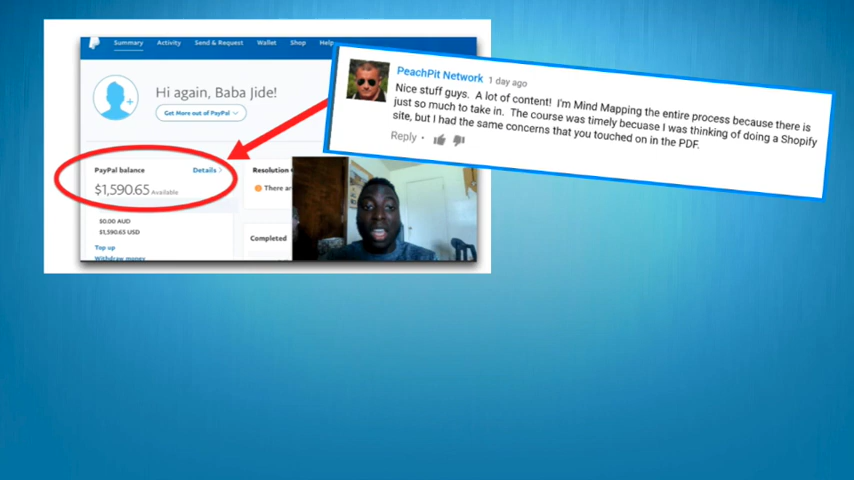 Summary Activity Send & Request Wallet Shop Help
Hi again, Baba Jide!
Get More out of PayPal
PayPal balance Details
$1,590.65 Available
$0.00 AUD
$1,590.65 USD
Top up
Withdraw money
Resolution
There
Completed
PeachPit Network 1 day ago
Nice stuff guys. A lot of content! I'm Mind Mapping the entire process because there is
just so much to take in. The course was timely becuase I was thinking of doing a Shopify
site, but I had the same concerns that you touched on in the PDF.
Reply